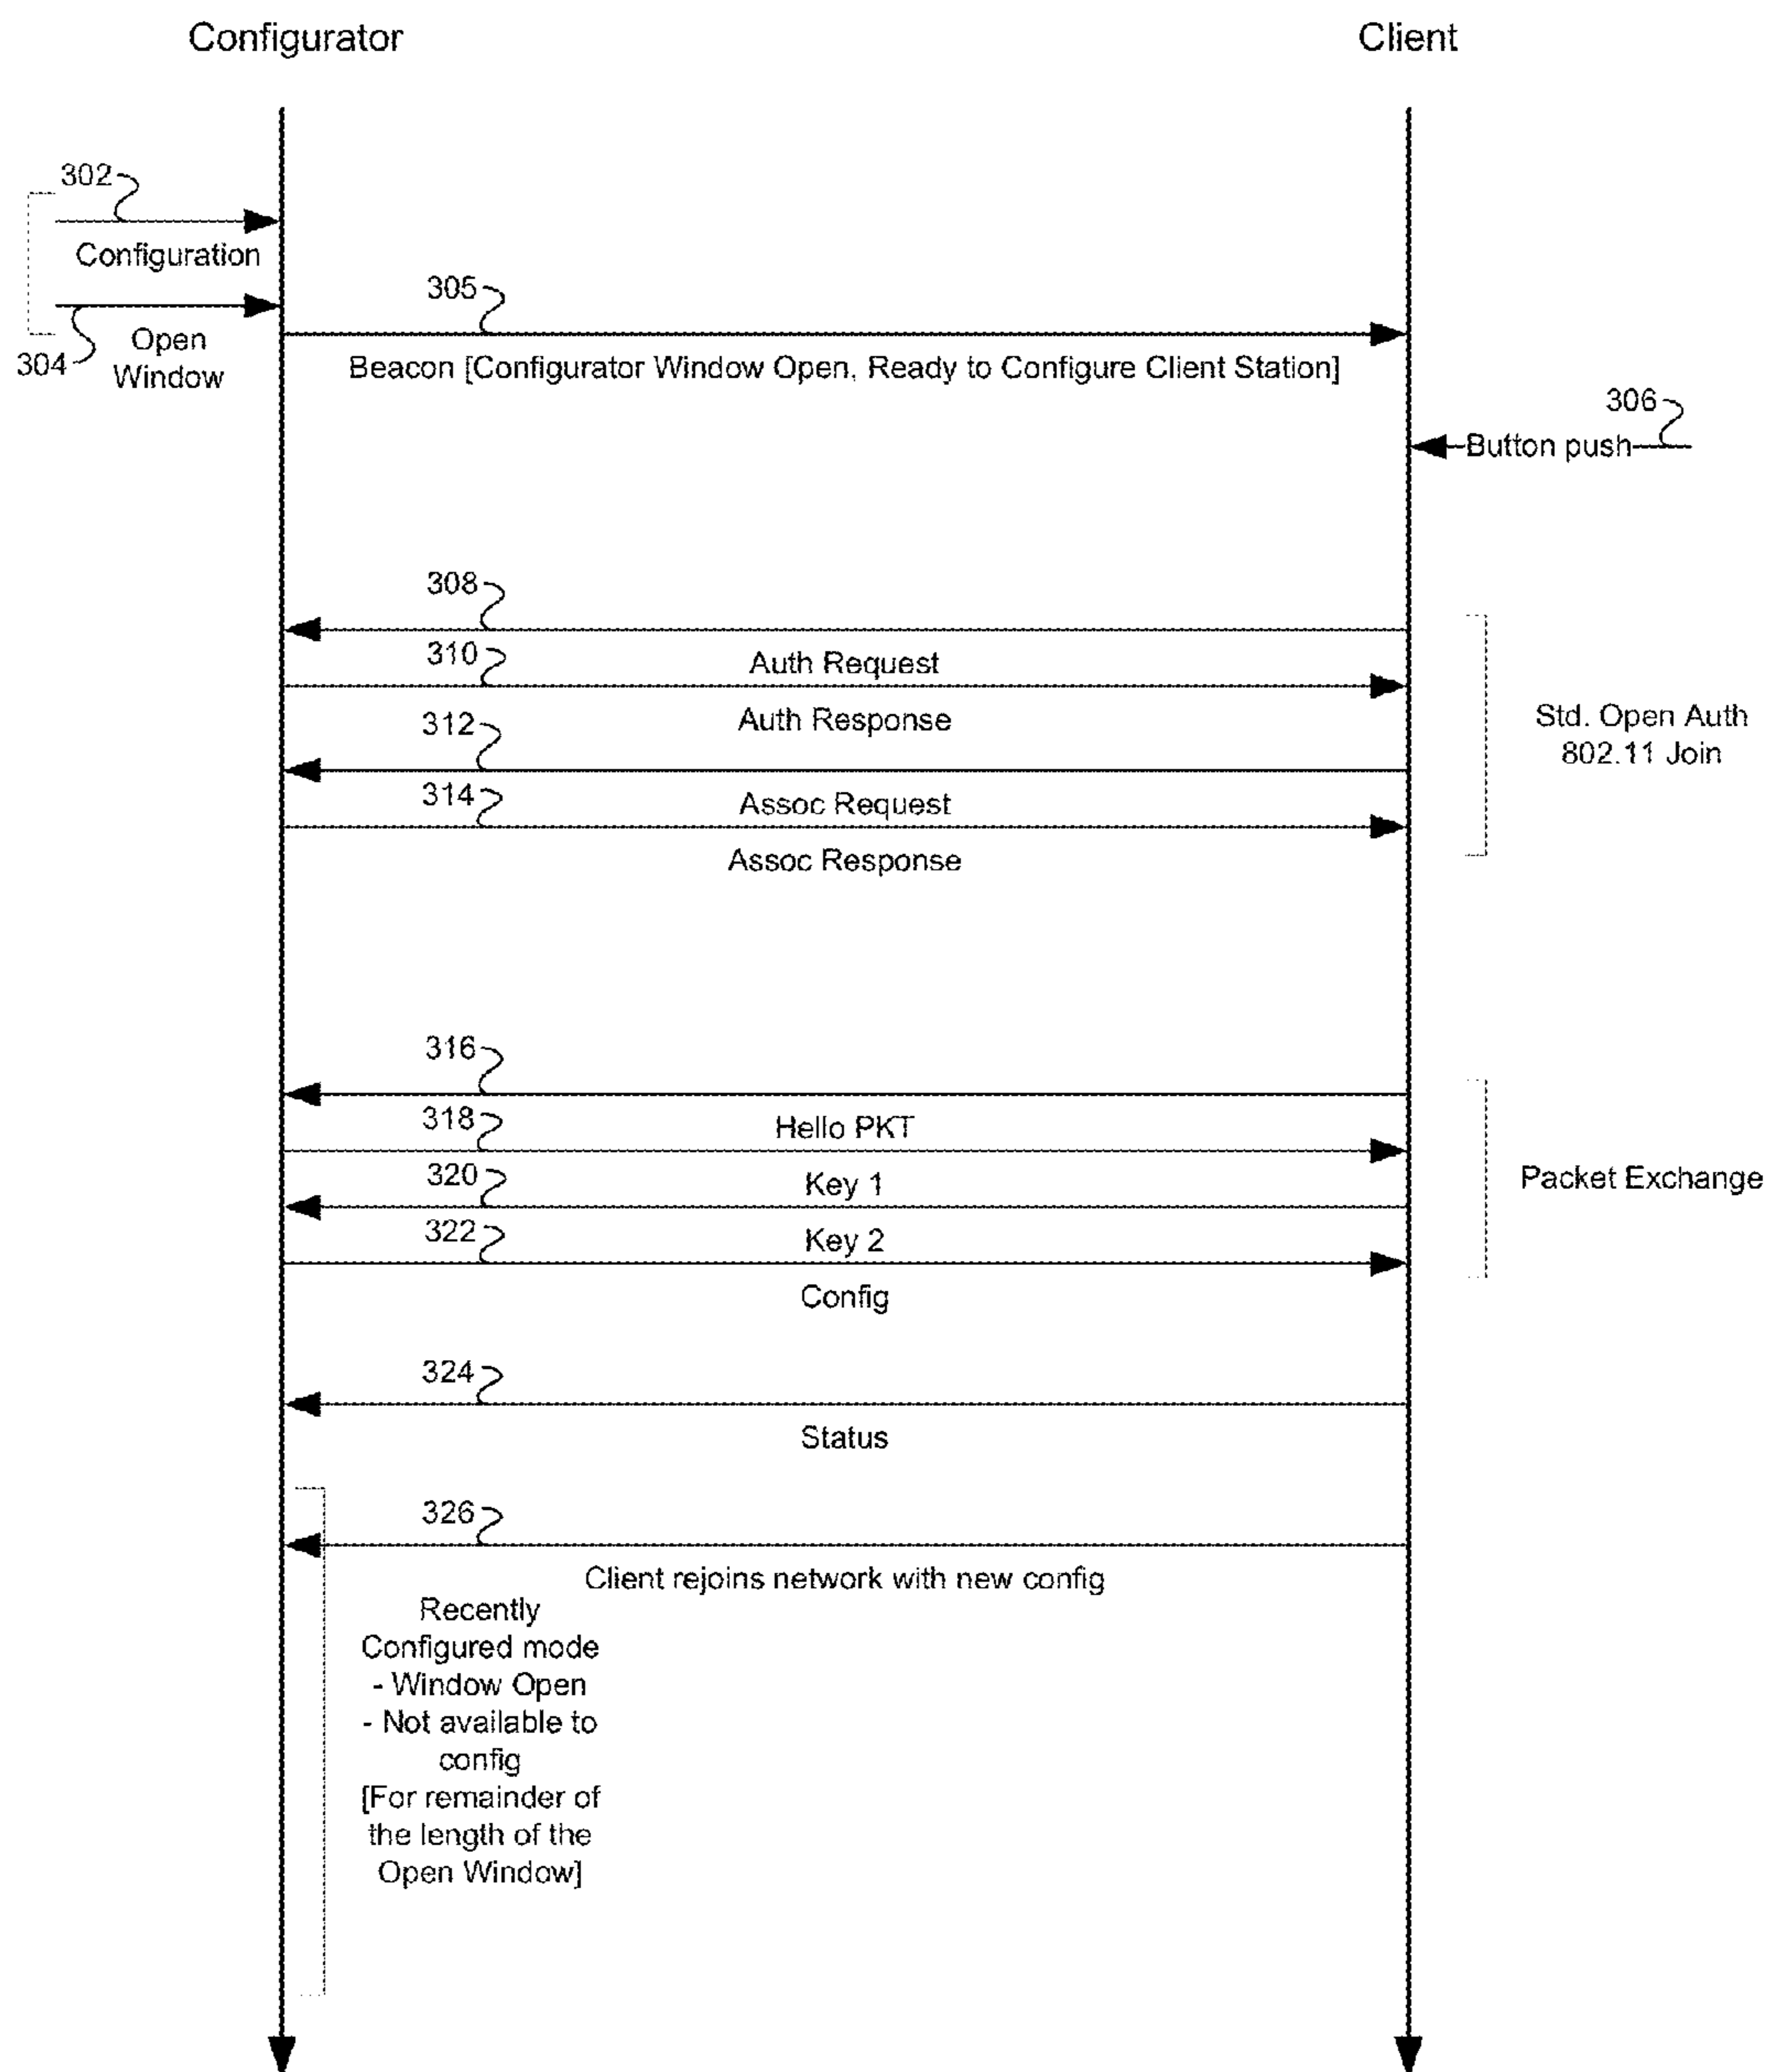 Configurator
Client
302
Configuration
304
Open
Window
305
Beacon [Configurator Window Open, Ready to Configure Client Station]
306
Button push
308
Auth Request
310
Auth Response
312
Assoc Request
314
Assoc Response
Std. Open Auth
802.11 Join
316
Hello PKT
318
Key 1
320
Key 2
322
Config
Packet Exchange
324
Status
326
Client rejoins network with new config
Recently
Configured mode
- Window Open
- Not available to
config
[For remainder of
the length of the
Open Window]